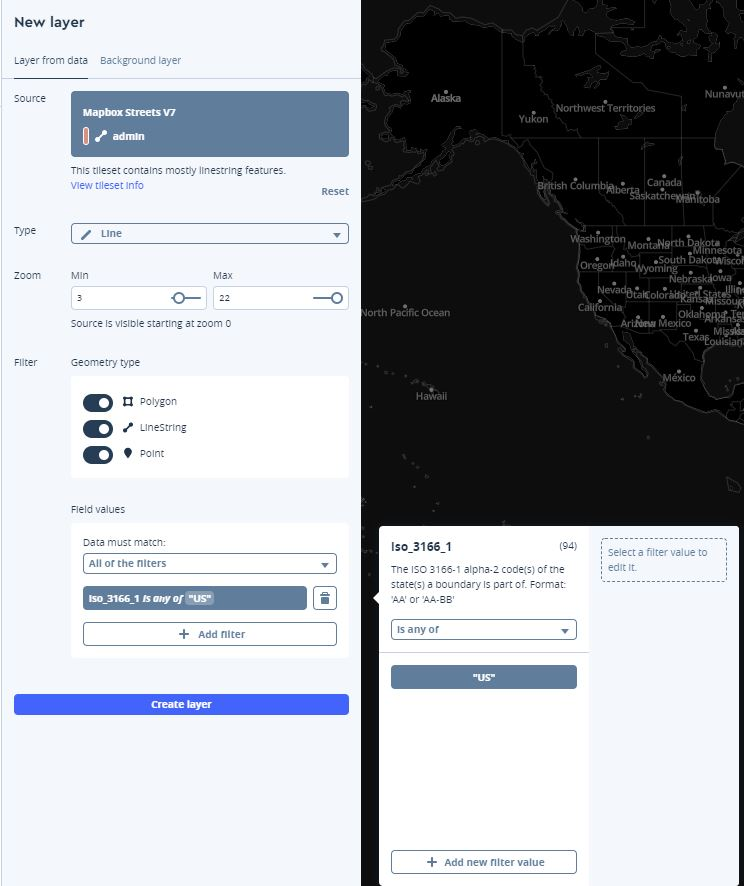 New layer
Layer from data
Background layer
Source
Mapbox Streets V7
admin
This tileset contains mostly linestring features.
View tileset info
Reset
Type
Line
Zoom
Min
Max
3
22
Source is visible starting at zoom 0
Filter
Geometry type
Polygon
LineString
Point
Field values
Data must match:
All of the filters
iso_3166_1 is any of "US"
Add filter
Create layer
Alaska
Yukon
Northwest Territories
Nunavut
British Columbia
Alberta
Canada
Saskatchewan
Manitoba
Washington
Montana
North Dakota
Minnesota
Oregon
Idaho
Wyoming
South Dakota
Wiscon
Nebraska
Iowa
Nevada
Utah
Colorado
United States
Kansas
Missouri
California
Oklahoma
Arkansas
Arizona
New Mexico
Texas
Louisiana
North Pacific Ocean
México
Hawaii
iso_3166_1
(94)
The ISO 3166-1 alpha-2 code(s) of the
state(s) a boundary is part of. Format:
'AA' or 'AA-BB'
is any of
"US"
Add new filter value
Select a filter value to
edit it.